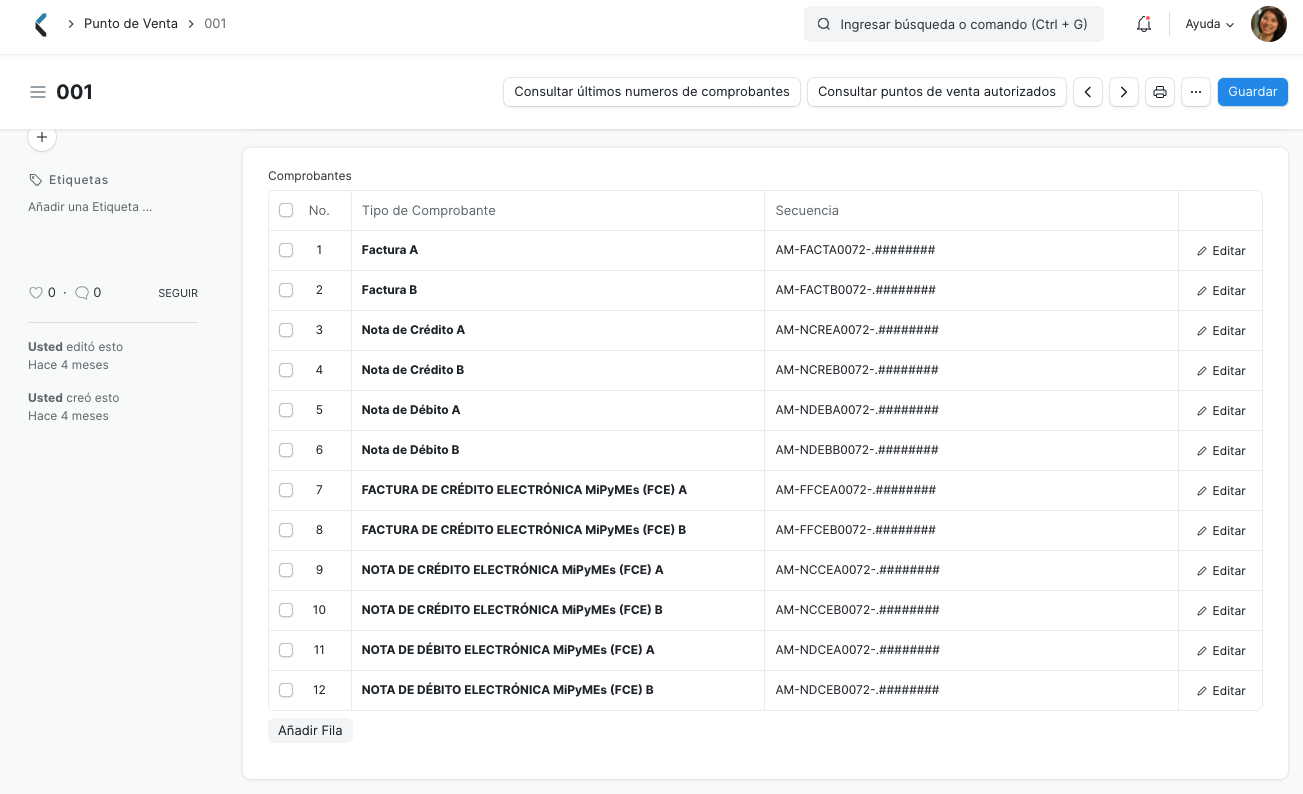 Punto de Venta 001
Ingresar búsqueda o comando (Ctrl + G)
Ayuda
001
Consultar últimos numeros de comprobantes
Consultar puntos de venta autorizados
...
Guardar
+
Etiquetas
Añadir una Etiqueta ...
0 · 0 SEGUIR
Usted editó esto
Hace 4 meses
Usted creó esto
Hace 4 meses
Comprobantes
No. Tipo de Comprobante Secuencia
1 Factura A AM-FACTA0072-.######## Editar
2 Factura B AM-FACTB0072-.######## Editar
3 Nota de Crédito A AM-NCREA0072-.######## Editar
4 Nota de Crédito B AM-NCREB0072-.######## Editar
5 Nota de Débito A AM-NDEBA0072-.######## Editar
6 Nota de Débito B AM-NDEBB0072-.######## Editar
7 FACTURA DE CRÉDITO ELECTRÓNICA MiPyMEs (FCE) A AM-FFCEA0072-.######## Editar
8 FACTURA DE CRÉDITO ELECTRÓNICA MiPyMEs (FCE) B AM-FFCEB0072-.######## Editar
9 NOTA DE CRÉDITO ELECTRÓNICA MiPyMEs (FCE) A AM-NCCEA0072-.######## Editar
10 NOTA DE CRÉDITO ELECTRÓNICA MiPyMEs (FCE) B AM-NCCEB0072-.######## Editar
11 NOTA DE DÉBITO ELECTRÓNICA MiPyMEs (FCE) A AM-NDCEA0072-.######## Editar
12 NOTA DE DÉBITO ELECTRÓNICA MiPyMEs (FCE) B AM-NDCEB0072-.######## Editar
Añadir Fila